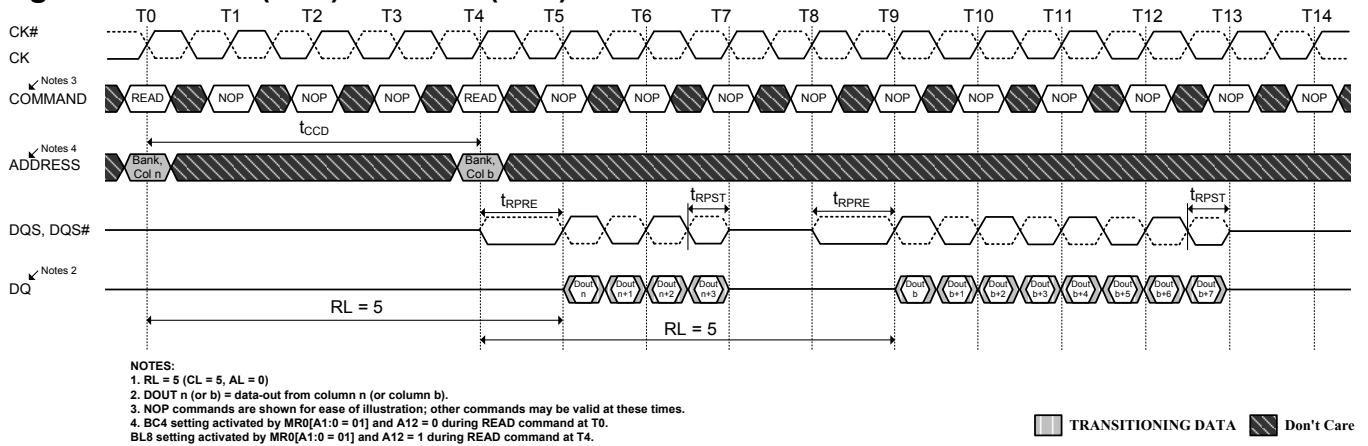 T0 T1 T2 T3 T4 T5 T6 T7 T8 T9 T10 T11 T12 T13 T14
CK#
CK
Notes 3
COMMAND READ NOP NOP NOP READ NOP NOP NOP NOP NOP NOP NOP NOP NOP NOP
tCCD
Notes 4
ADDRESS
Bank, Col n
Bank, Col b
tRPRE tRPST tRPRE tRPST
DQS, DQS#
Notes 2
DQ
Dout n Dout n+1 Dout n+2 Dout n+3 Dout b Dout b+1 Dout b+2 Dout b+3 Dout b+4 Dout b+5 Dout b+6 Dout b+7
RL = 5
RL = 5
NOTES:
1. RL = 5 (CL = 5, AL = 0)
2. DOUT n (or b) = data-out from column n (or column b).
3. NOP commands are shown for ease of illustration; other commands may be valid at these times.
4. BC4 setting activated by MR0[A1:0 = 01] and A12 = 0 during READ command at T0.
BL8 setting activated by MR0[A1:0 = 01] and A12 = 1 during READ command at T4.
TRANSITIONING DATA Don't Care